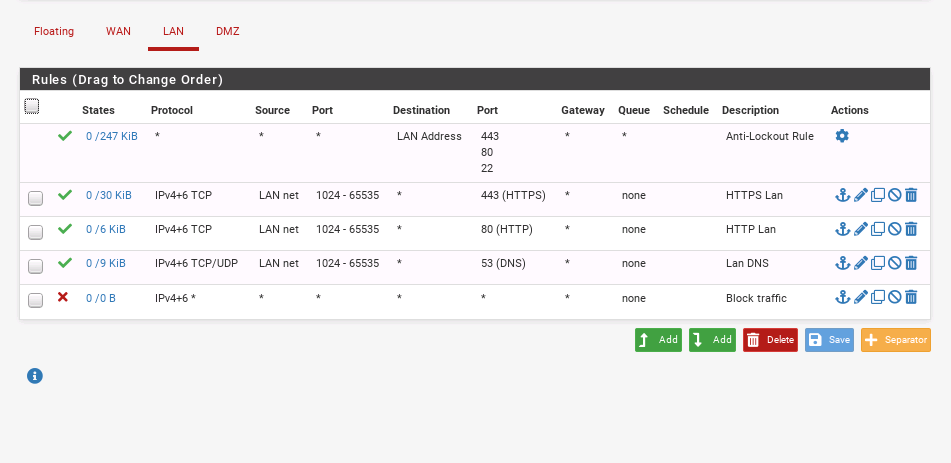 Floating WAN LAN DMZ
Rules (Drag to Change Order)
States Protocol Source Port Destination Port Gateway Queue Schedule Description Actions
0 /247 KiB * * * LAN Address 443 * * Anti-Lockout Rule
80
22
0 /30 KiB IPv4+6 TCP LAN net 1024 - 65535 * 443 (HTTPS) * none HTTPS Lan
0 /6 KiB IPv4+6 TCP LAN net 1024 - 65535 * 80 (HTTP) * none HTTP Lan
0 /9 KiB IPv4+6 TCP/UDP LAN net 1024 - 65535 * 53 (DNS) * none Lan DNS
0 /0 B IPv4+6 * * * * * * none Block traffic
Add Add Delete Save Separator